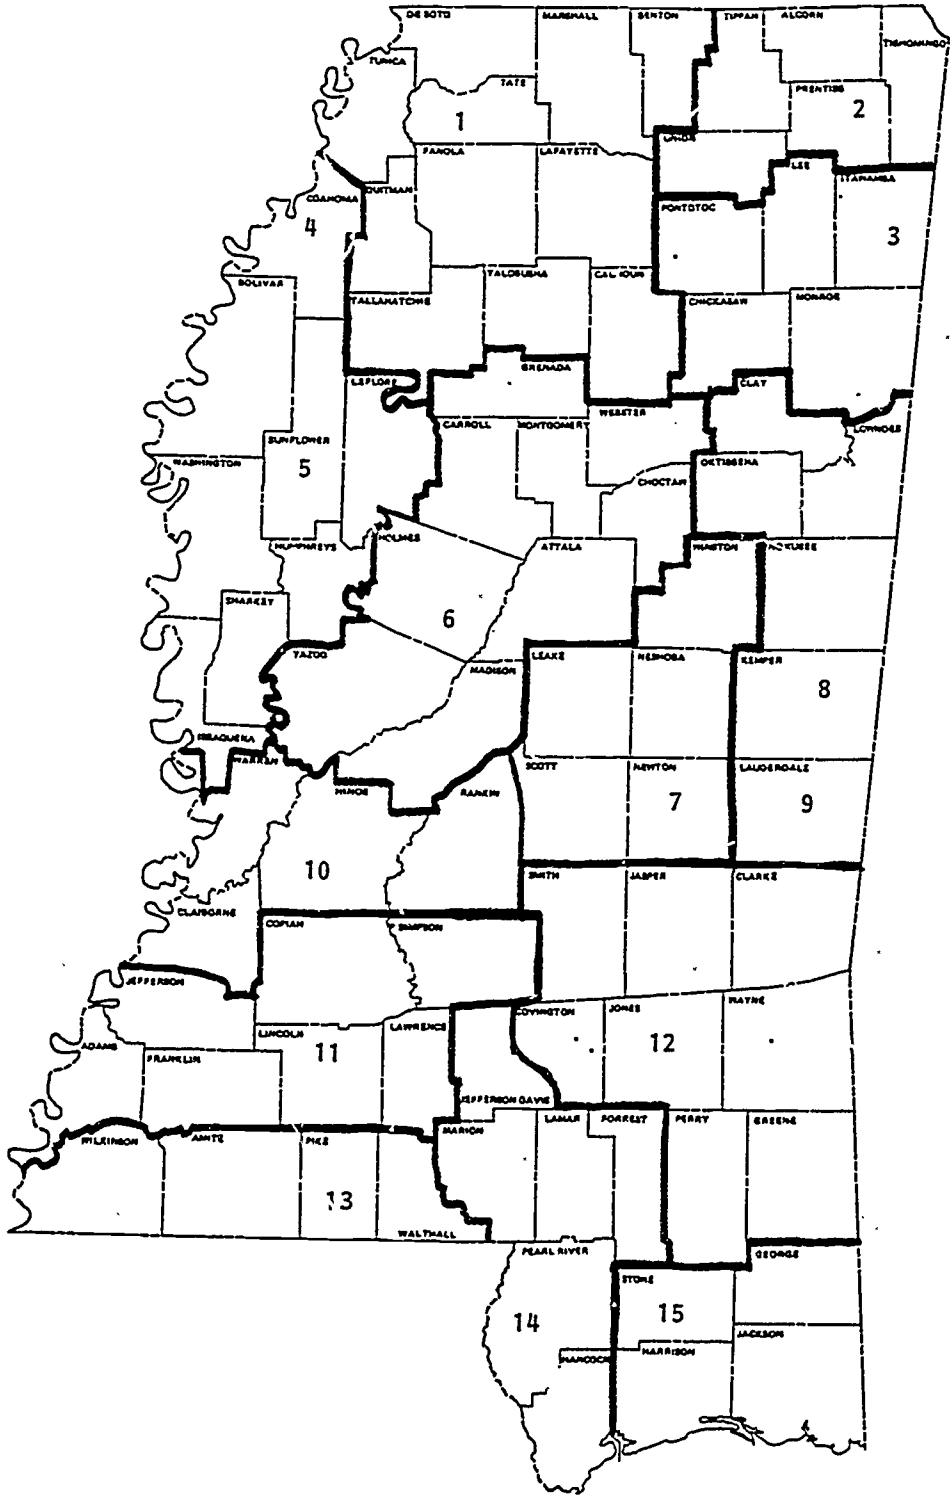 DE SOTO
MARSHALL
BENTON
TIPPAH
ALCORN
TISHOMINGO
TUNICA
TATE
PRENTISS
1
2
PANOLA
LAFAYETTE
UNION
LEE
ITAWAMBA
QUITMAN
COAHOMA
PONTOTOC
4
3
BOLIVAR
YALOBUSHA
CALHOUN
TALLAHATCHIE
CHICKASAW
MONROE
LEFLORE
GRENADA
CLAY
WEBSTER
CARROLL
MONTGOMERY
LOWNDES
SUNFLOWER
WASHINGTON
5
OKTIBBEHA
CHOCTAW
HUMPHREYS
HOLMES
ATTALA
WINSTON
NOXUBEE
SHARKEY
6
YAZOO
LEAKE
NESHOBA
KEMPER
MADISON
8
ISSAQUENA
WARREN
SCOTT
NEWTON
LAUDERDALE
HINDS
RANKIN
7
9
10
SMITH
JASPER
CLARKE
CLAIBORNE
COPIAH
SIMPSON
JEFFERSON
WAYNE
COVINGTON
JONES
LINCOLN
LAWRENCE
ADAMS
FRANKLIN
11
12
JEFFERSON DAVIS
MARION
LAMAR
FORREST
PERRY
GREENE
WILKINSON
AMITE
PIKE
13
WALTHALL
PEARL RIVER
GEORGE
STONE
14
15
JACKSON
HANCOCK
HARRISON